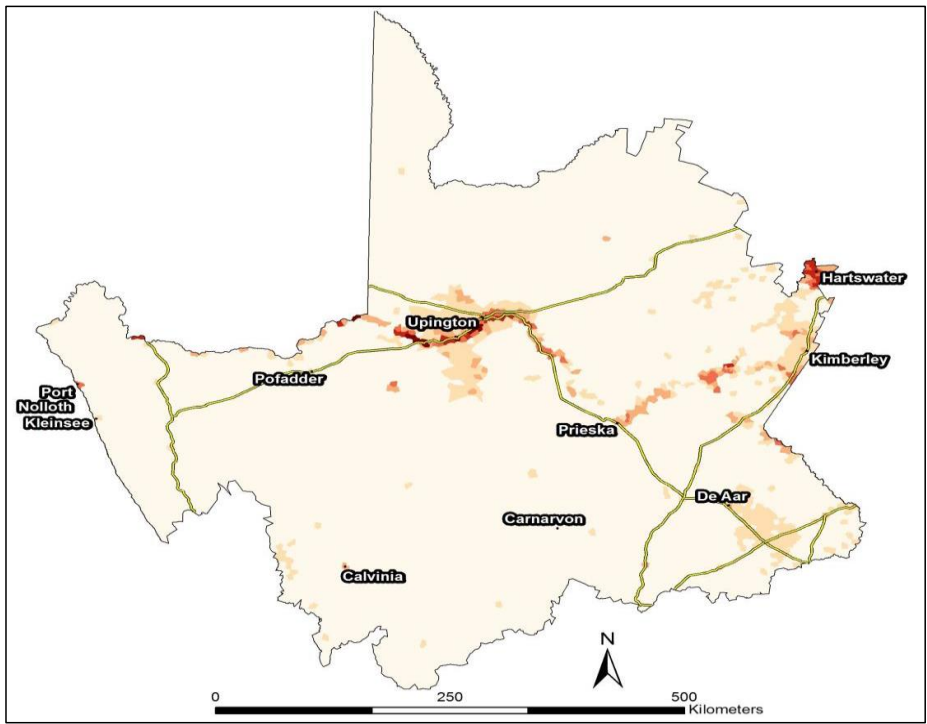 Hartswater
Upington
Kimberley
Pofadder
Port
Nolloth
Kleinsee
Prieska
De Aar
Carnarvon
Calvinia
N
0 250 500
Kilometers